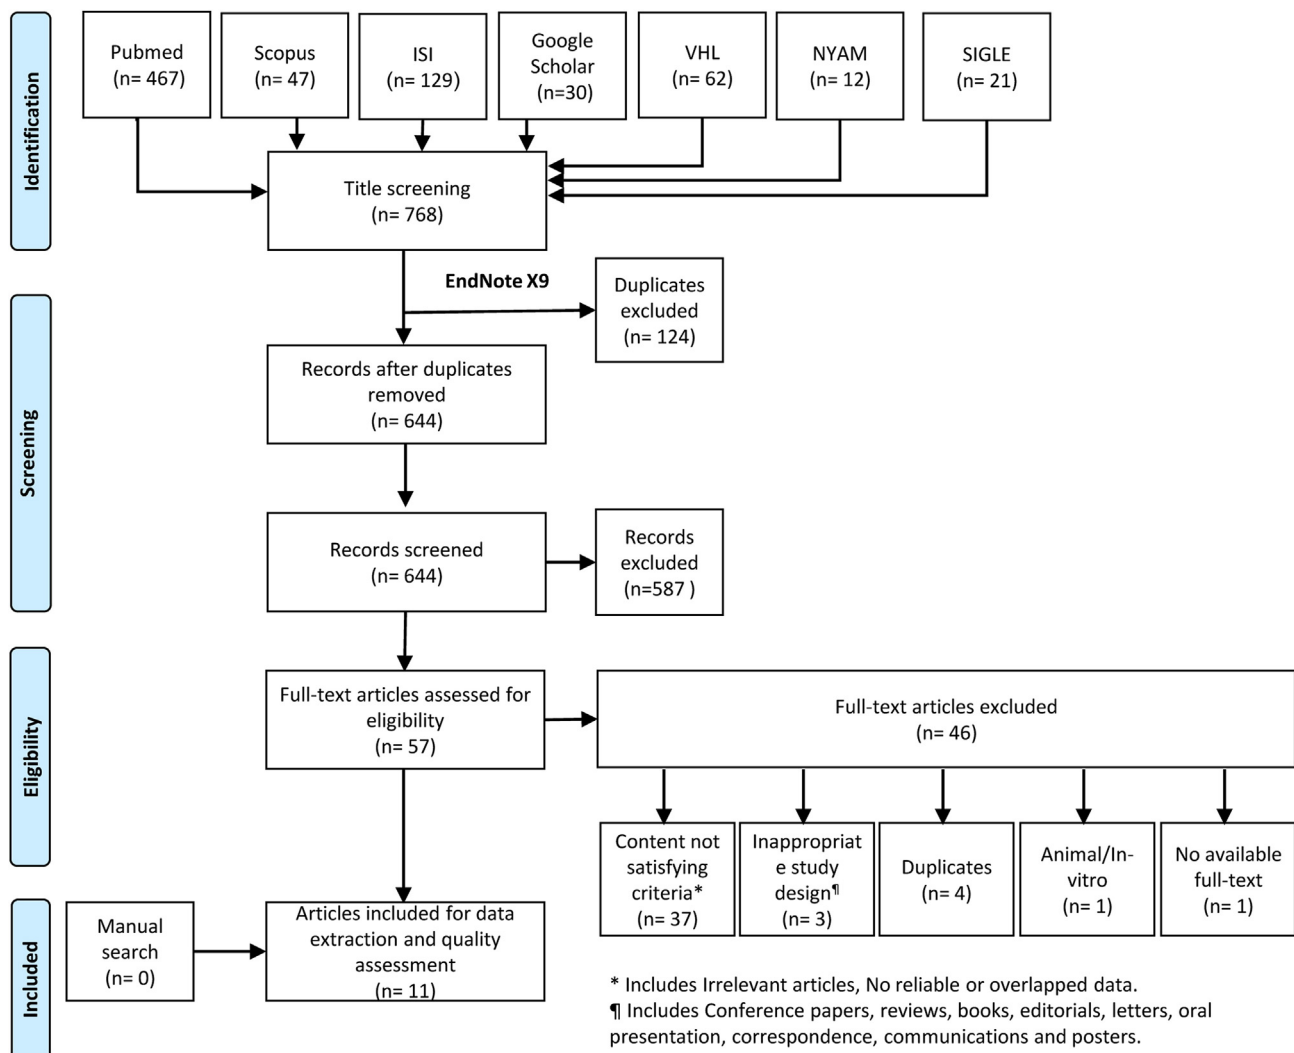 Identification
Pubmed
(n= 467)
Scopus
(n= 47)
ISI
(n= 129)
Google
Scholar
(n=30)
VHL
(n= 62)
NYAM
(n= 12)
SIGLE
(n= 21)
Title screening
(n= 768)
EndNote X9
Duplicates
excluded
(n= 124)
Screening
Records after duplicates
removed
(n= 644)
Records screened
(n= 644)
Records
excluded
(n=587 )
Eligibility
Full-text articles assessed for
eligibility
(n= 57)
Full-text articles excluded
(n= 46)
Content not
satisfying
criteria*
(n= 37)
Inappropriat
e study
design¶
(n= 3)
Duplicates
(n= 4)
Animal/In-
vitro
(n= 1)
No available
full-text
(n= 1)
Included
Manual
search
(n= 0)
Articles included for data
extraction and quality
assessment
(n= 11)
* Includes Irrelevant articles, No reliable or overlapped data.
¶ Includes Conference papers, reviews, books, editorials, letters, oral
presentation, correspondence, communications and posters.